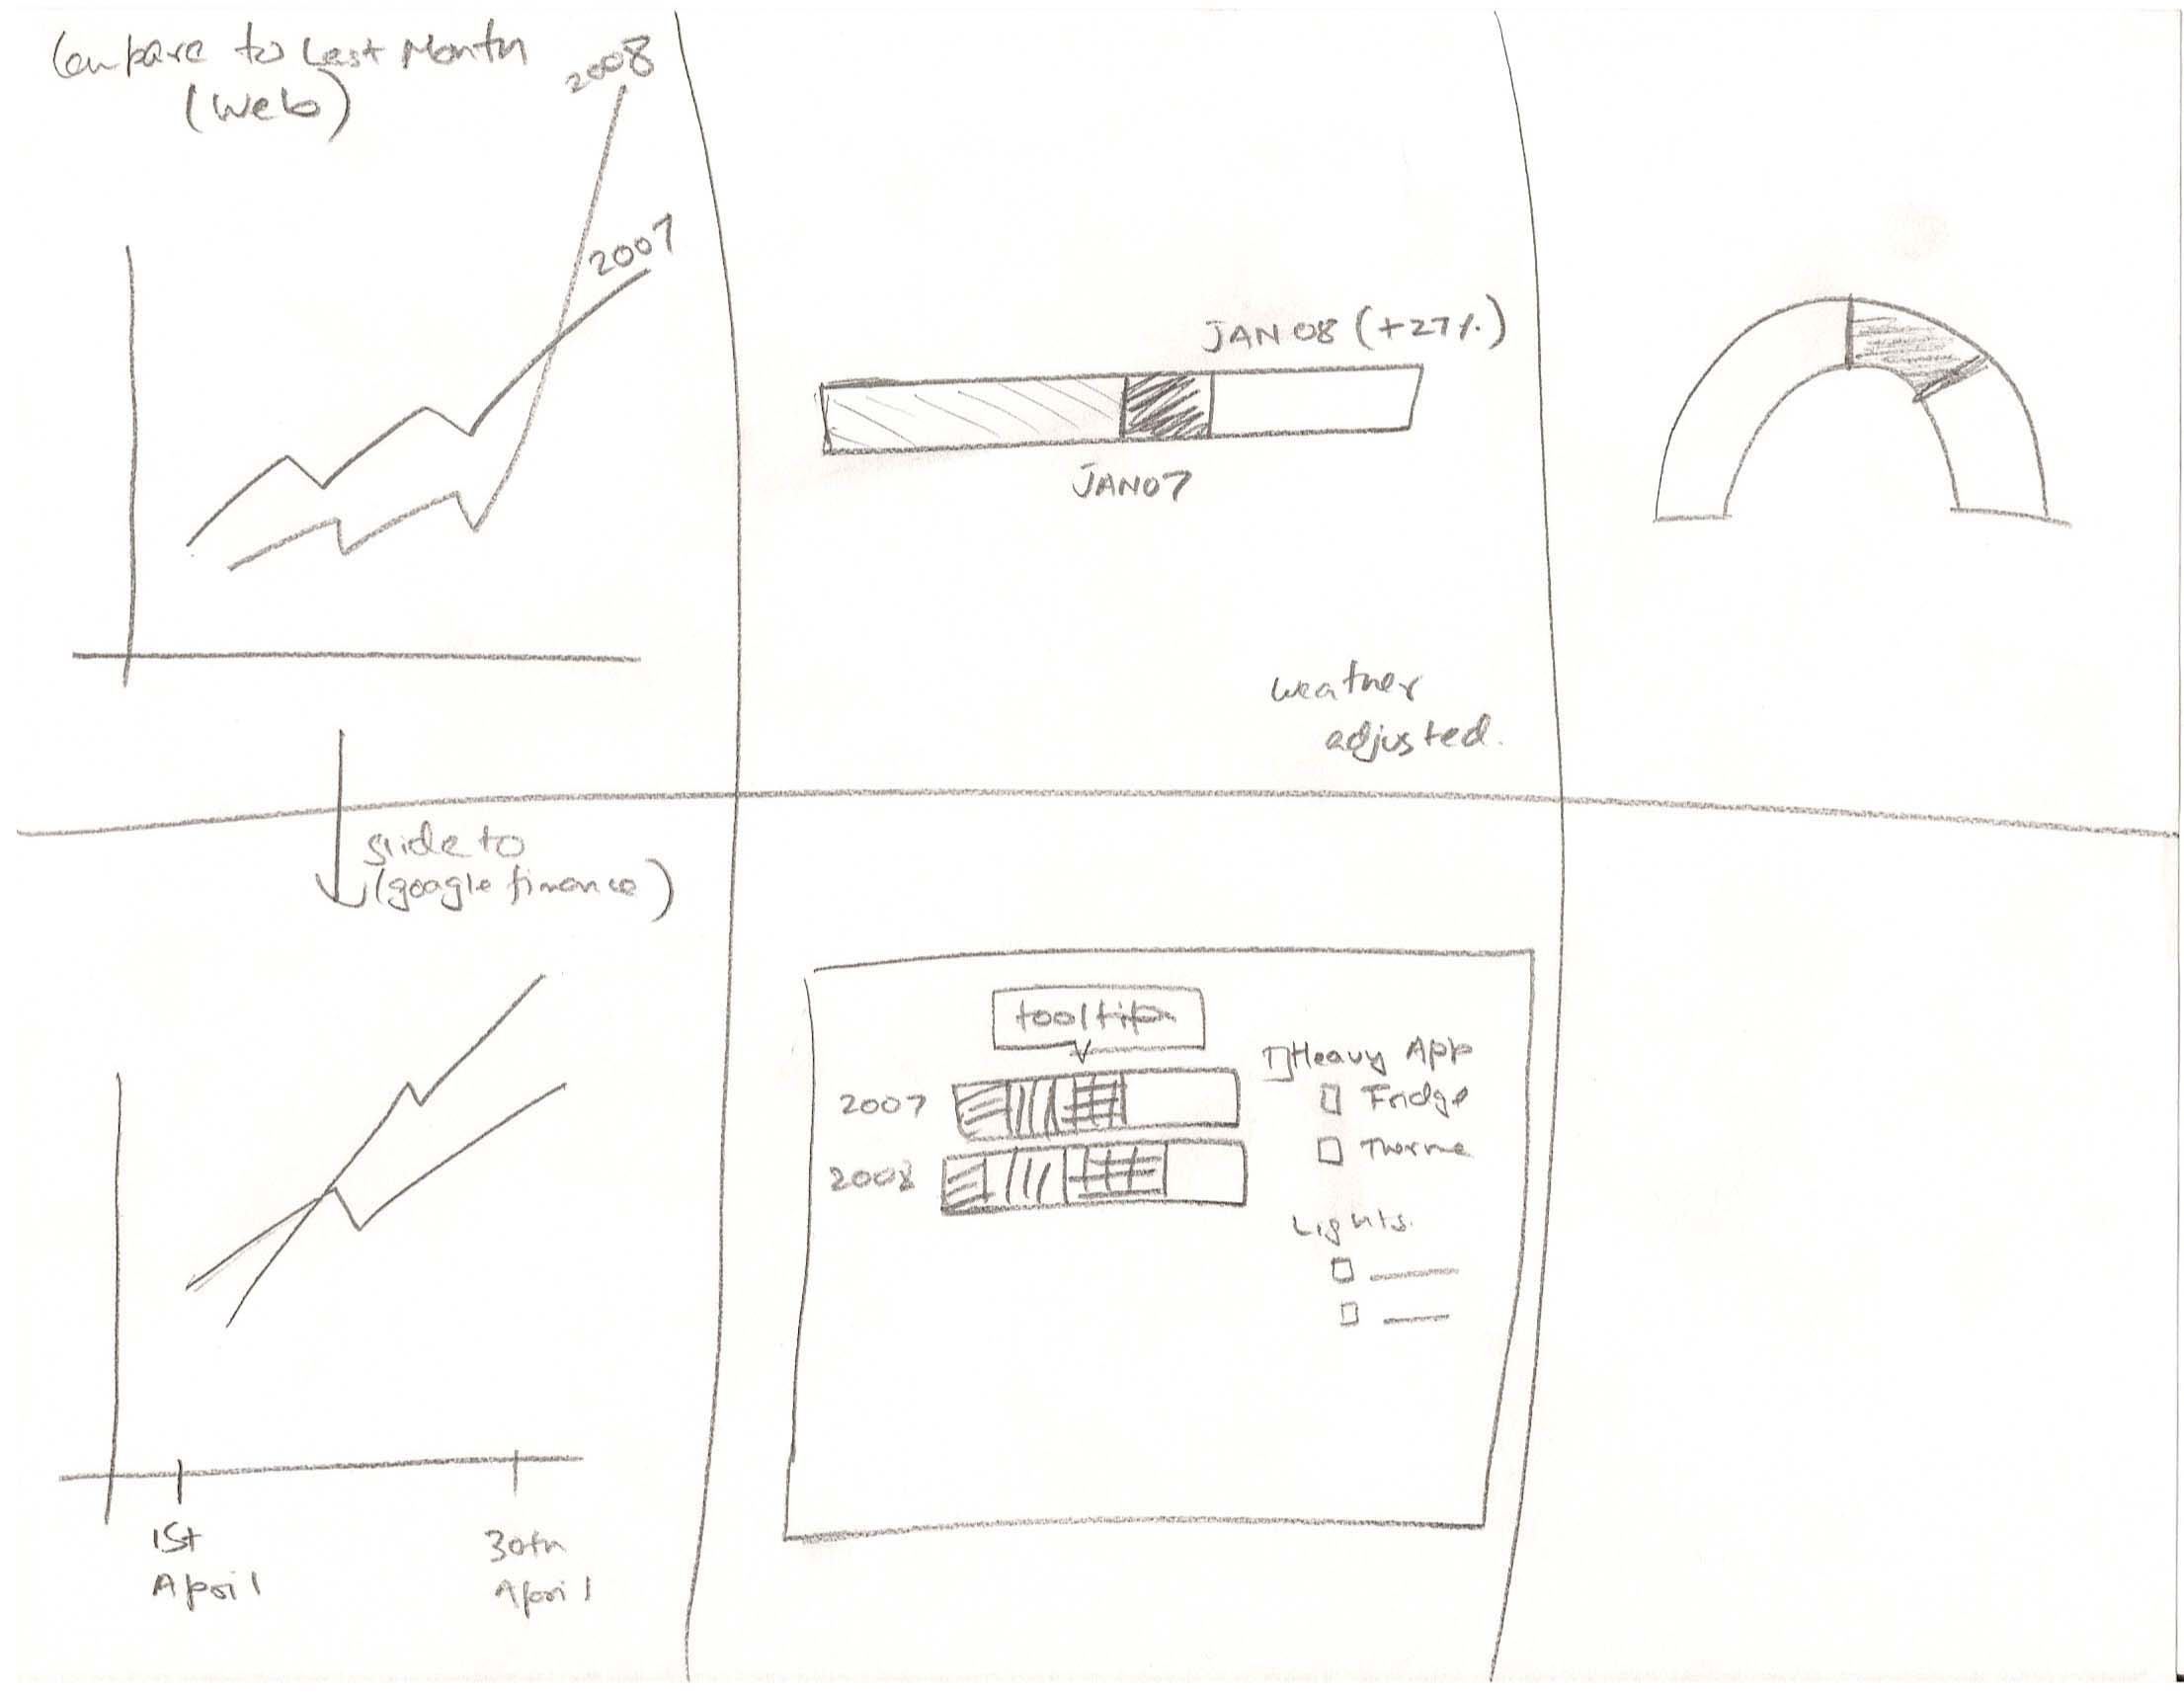 Compare to Last Month
(Web)
2008
2007
JAN 08 (+27%)
JAN07
weather
adjusted.
slide to
(google finance)
1st
April
30th
April
tooltip
2007
2008
Heavy App
Fridge
Lights.